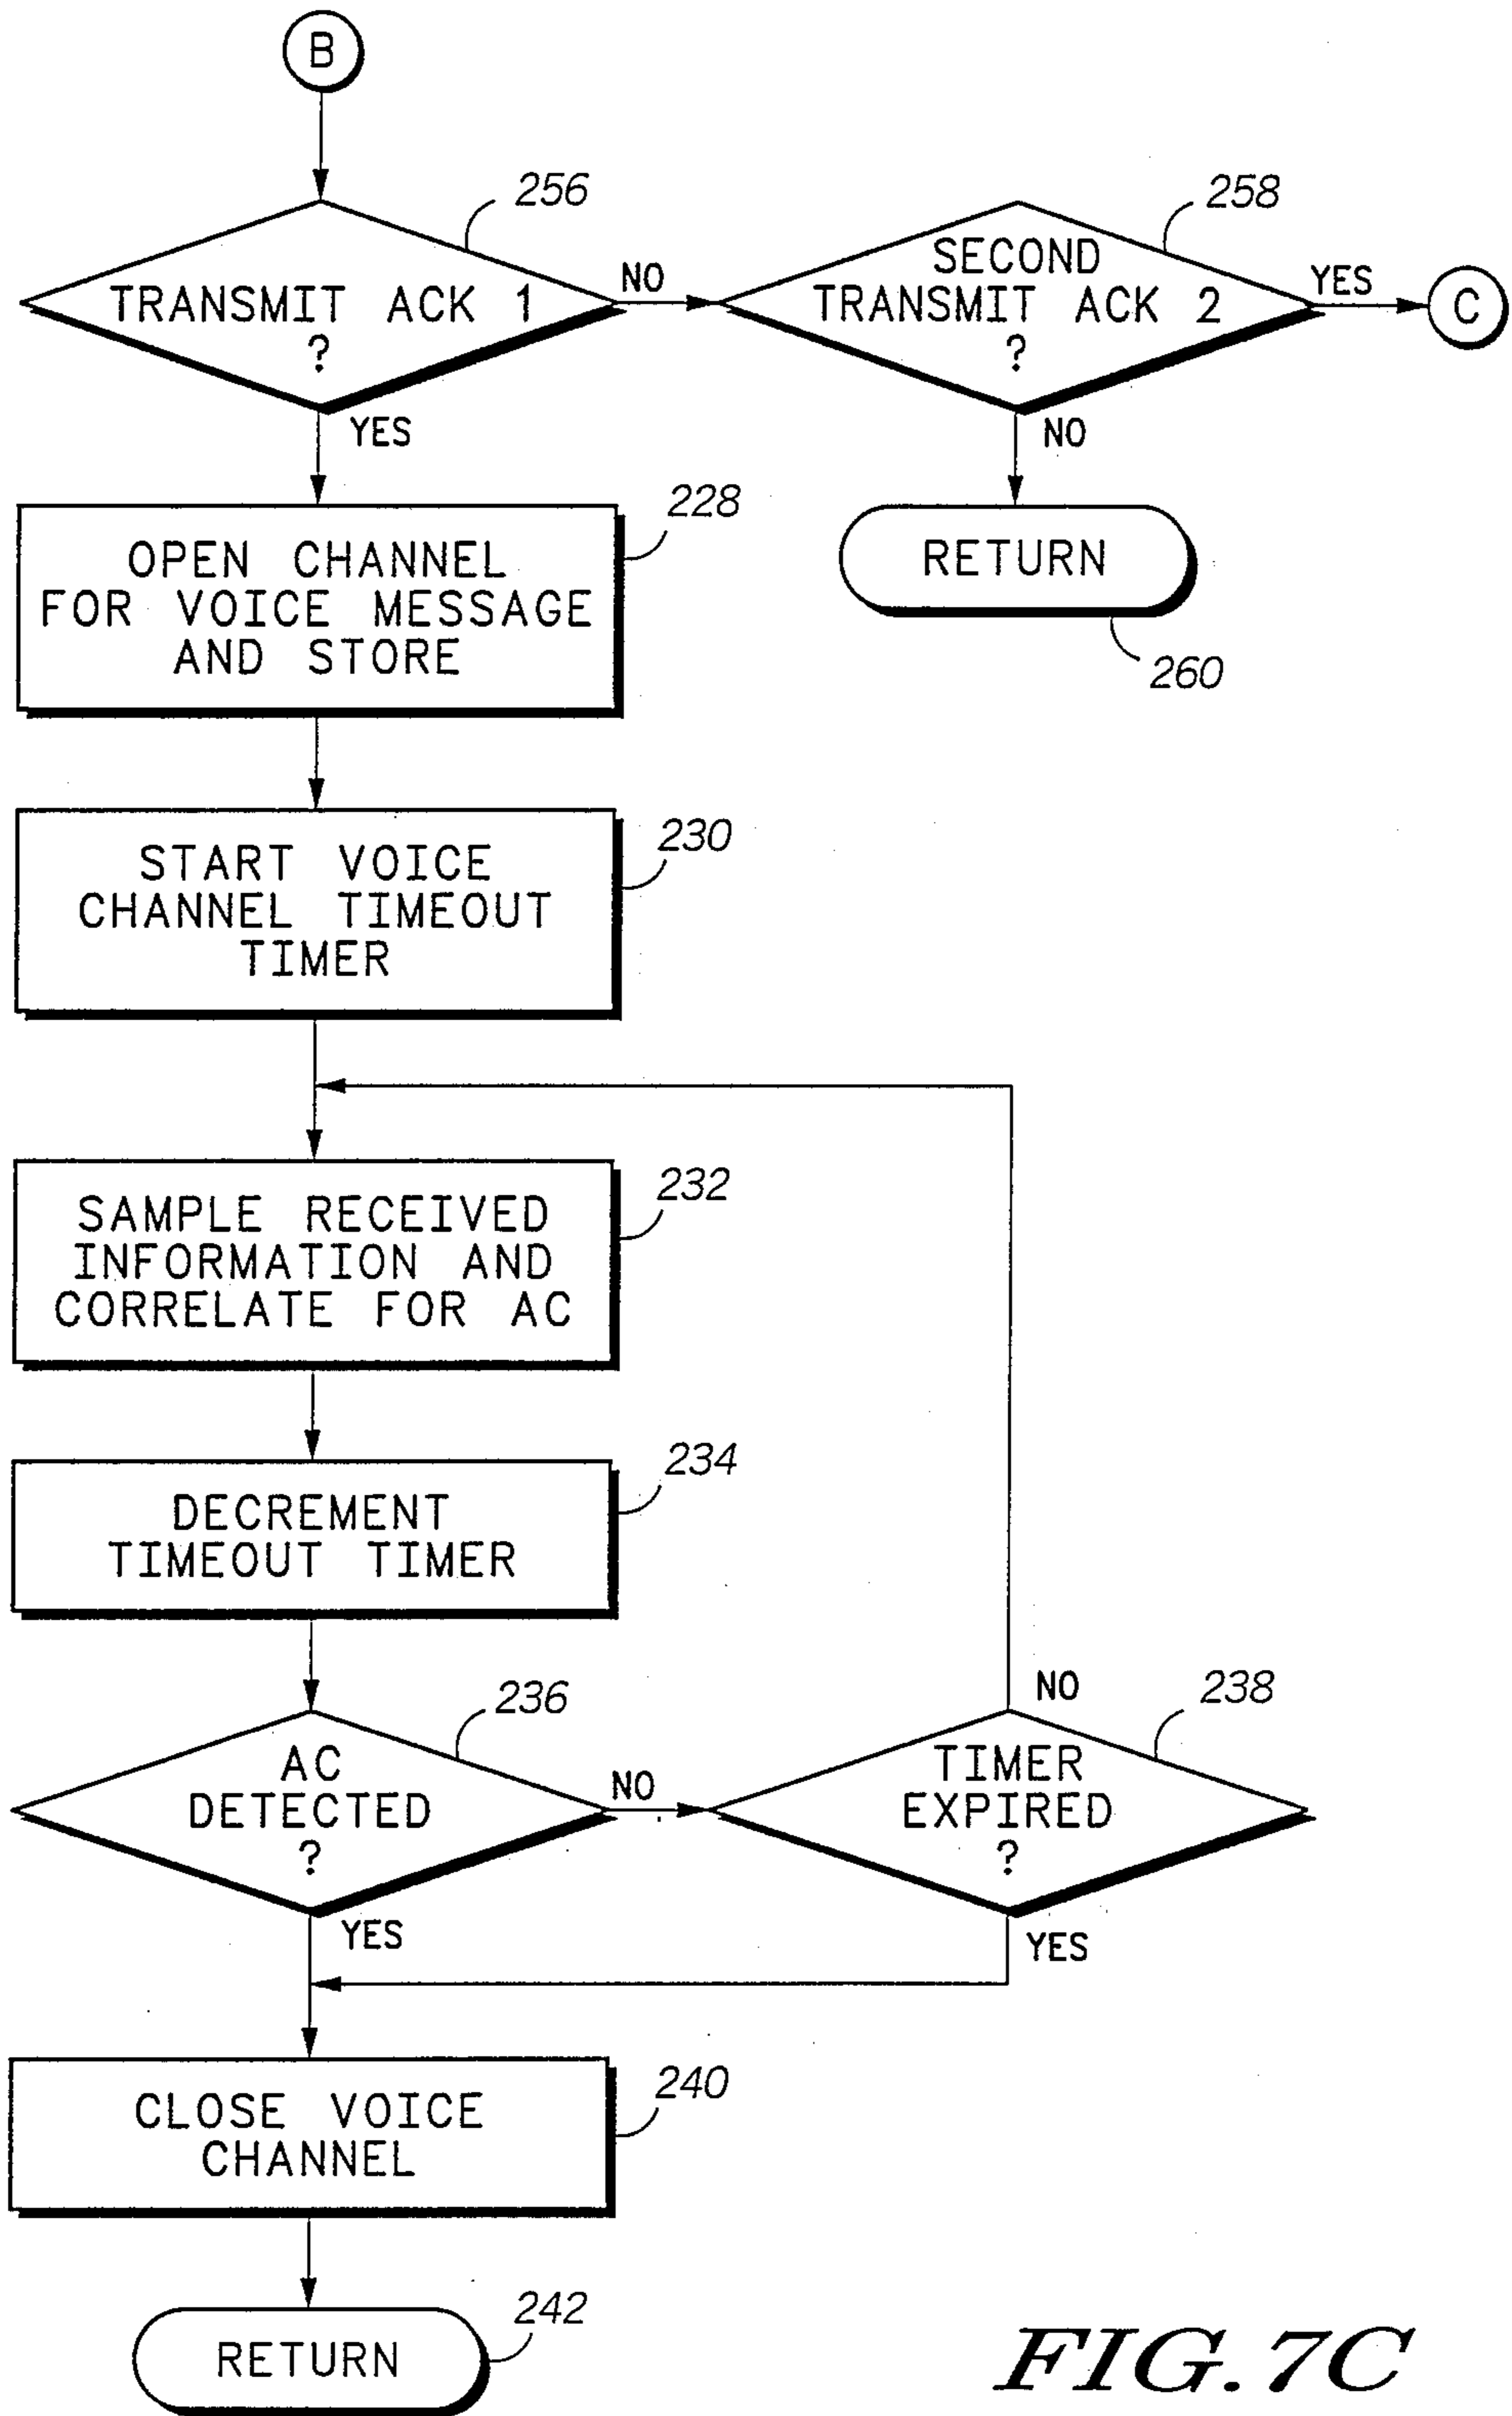 B
256
TRANSMIT ACK 1
?
NO
YES
258
SECOND
TRANSMIT ACK 2
?
YES
C
NO
228
OPEN CHANNEL
FOR VOICE MESSAGE
AND STORE
RETURN
260
230
START VOICE
CHANNEL TIMEOUT
TIMER
232
SAMPLE RECEIVED
INFORMATION AND
CORRELATE FOR AC
234
DECREMENT
TIMEOUT TIMER
236
AC
DETECTED
?
NO
YES
238
NO
TIMER
EXPIRED
?
YES
240
CLOSE VOICE
CHANNEL
242
RETURN
FIG.7C